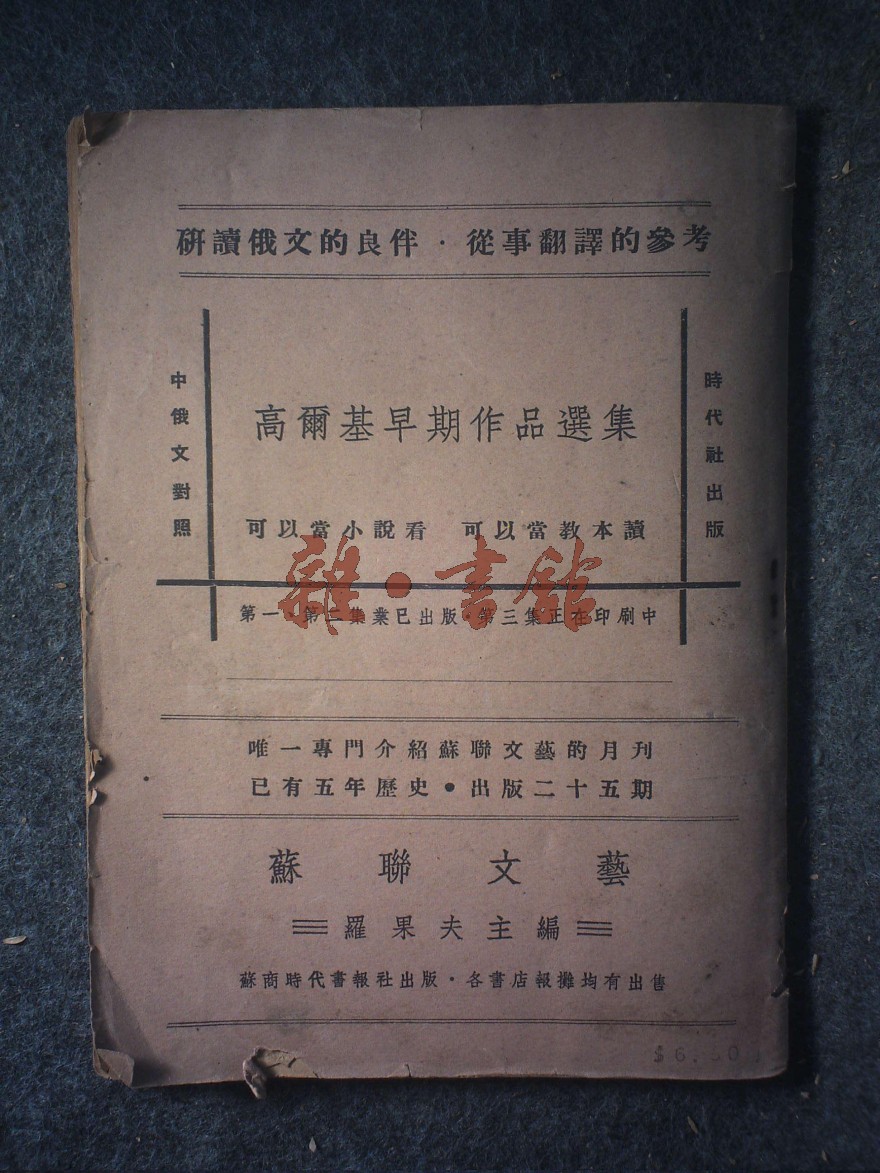 研讀俄文的良伴·從事翻譯的參考
中俄文對照
高爾基早期作品選集
時代社出版
可以當小說看 可以當教本讀
雜·書館
第一·第二集業已出版·第三集正在印刷中
唯一專門介紹蘇聯文藝的月刊
已有五年歷史·出版二十五期
蘇聯文藝
羅果夫主編
蘇商時代書報社出版·各書店報攤均有出售